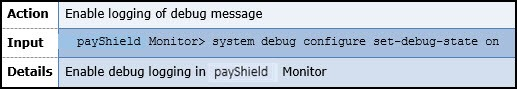 Action Enable logging of debug message
Input payShield Monitor> system debug configure set-debug-state on
Details Enable debug logging in payShield Monitor